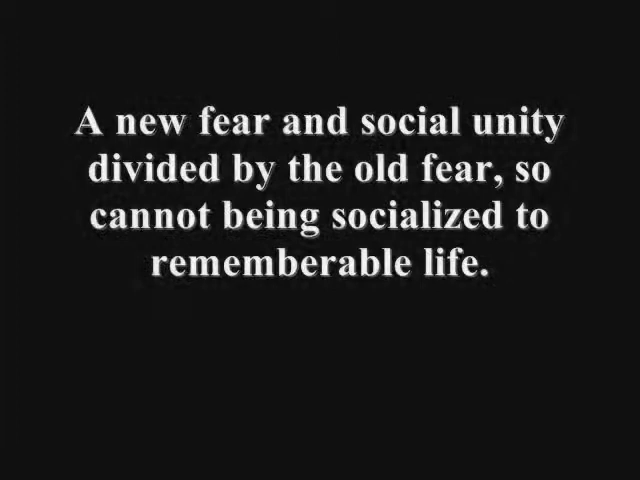 A new fear and social unity
divided by the old fear, so
cannot being socialized to
rememberable life.